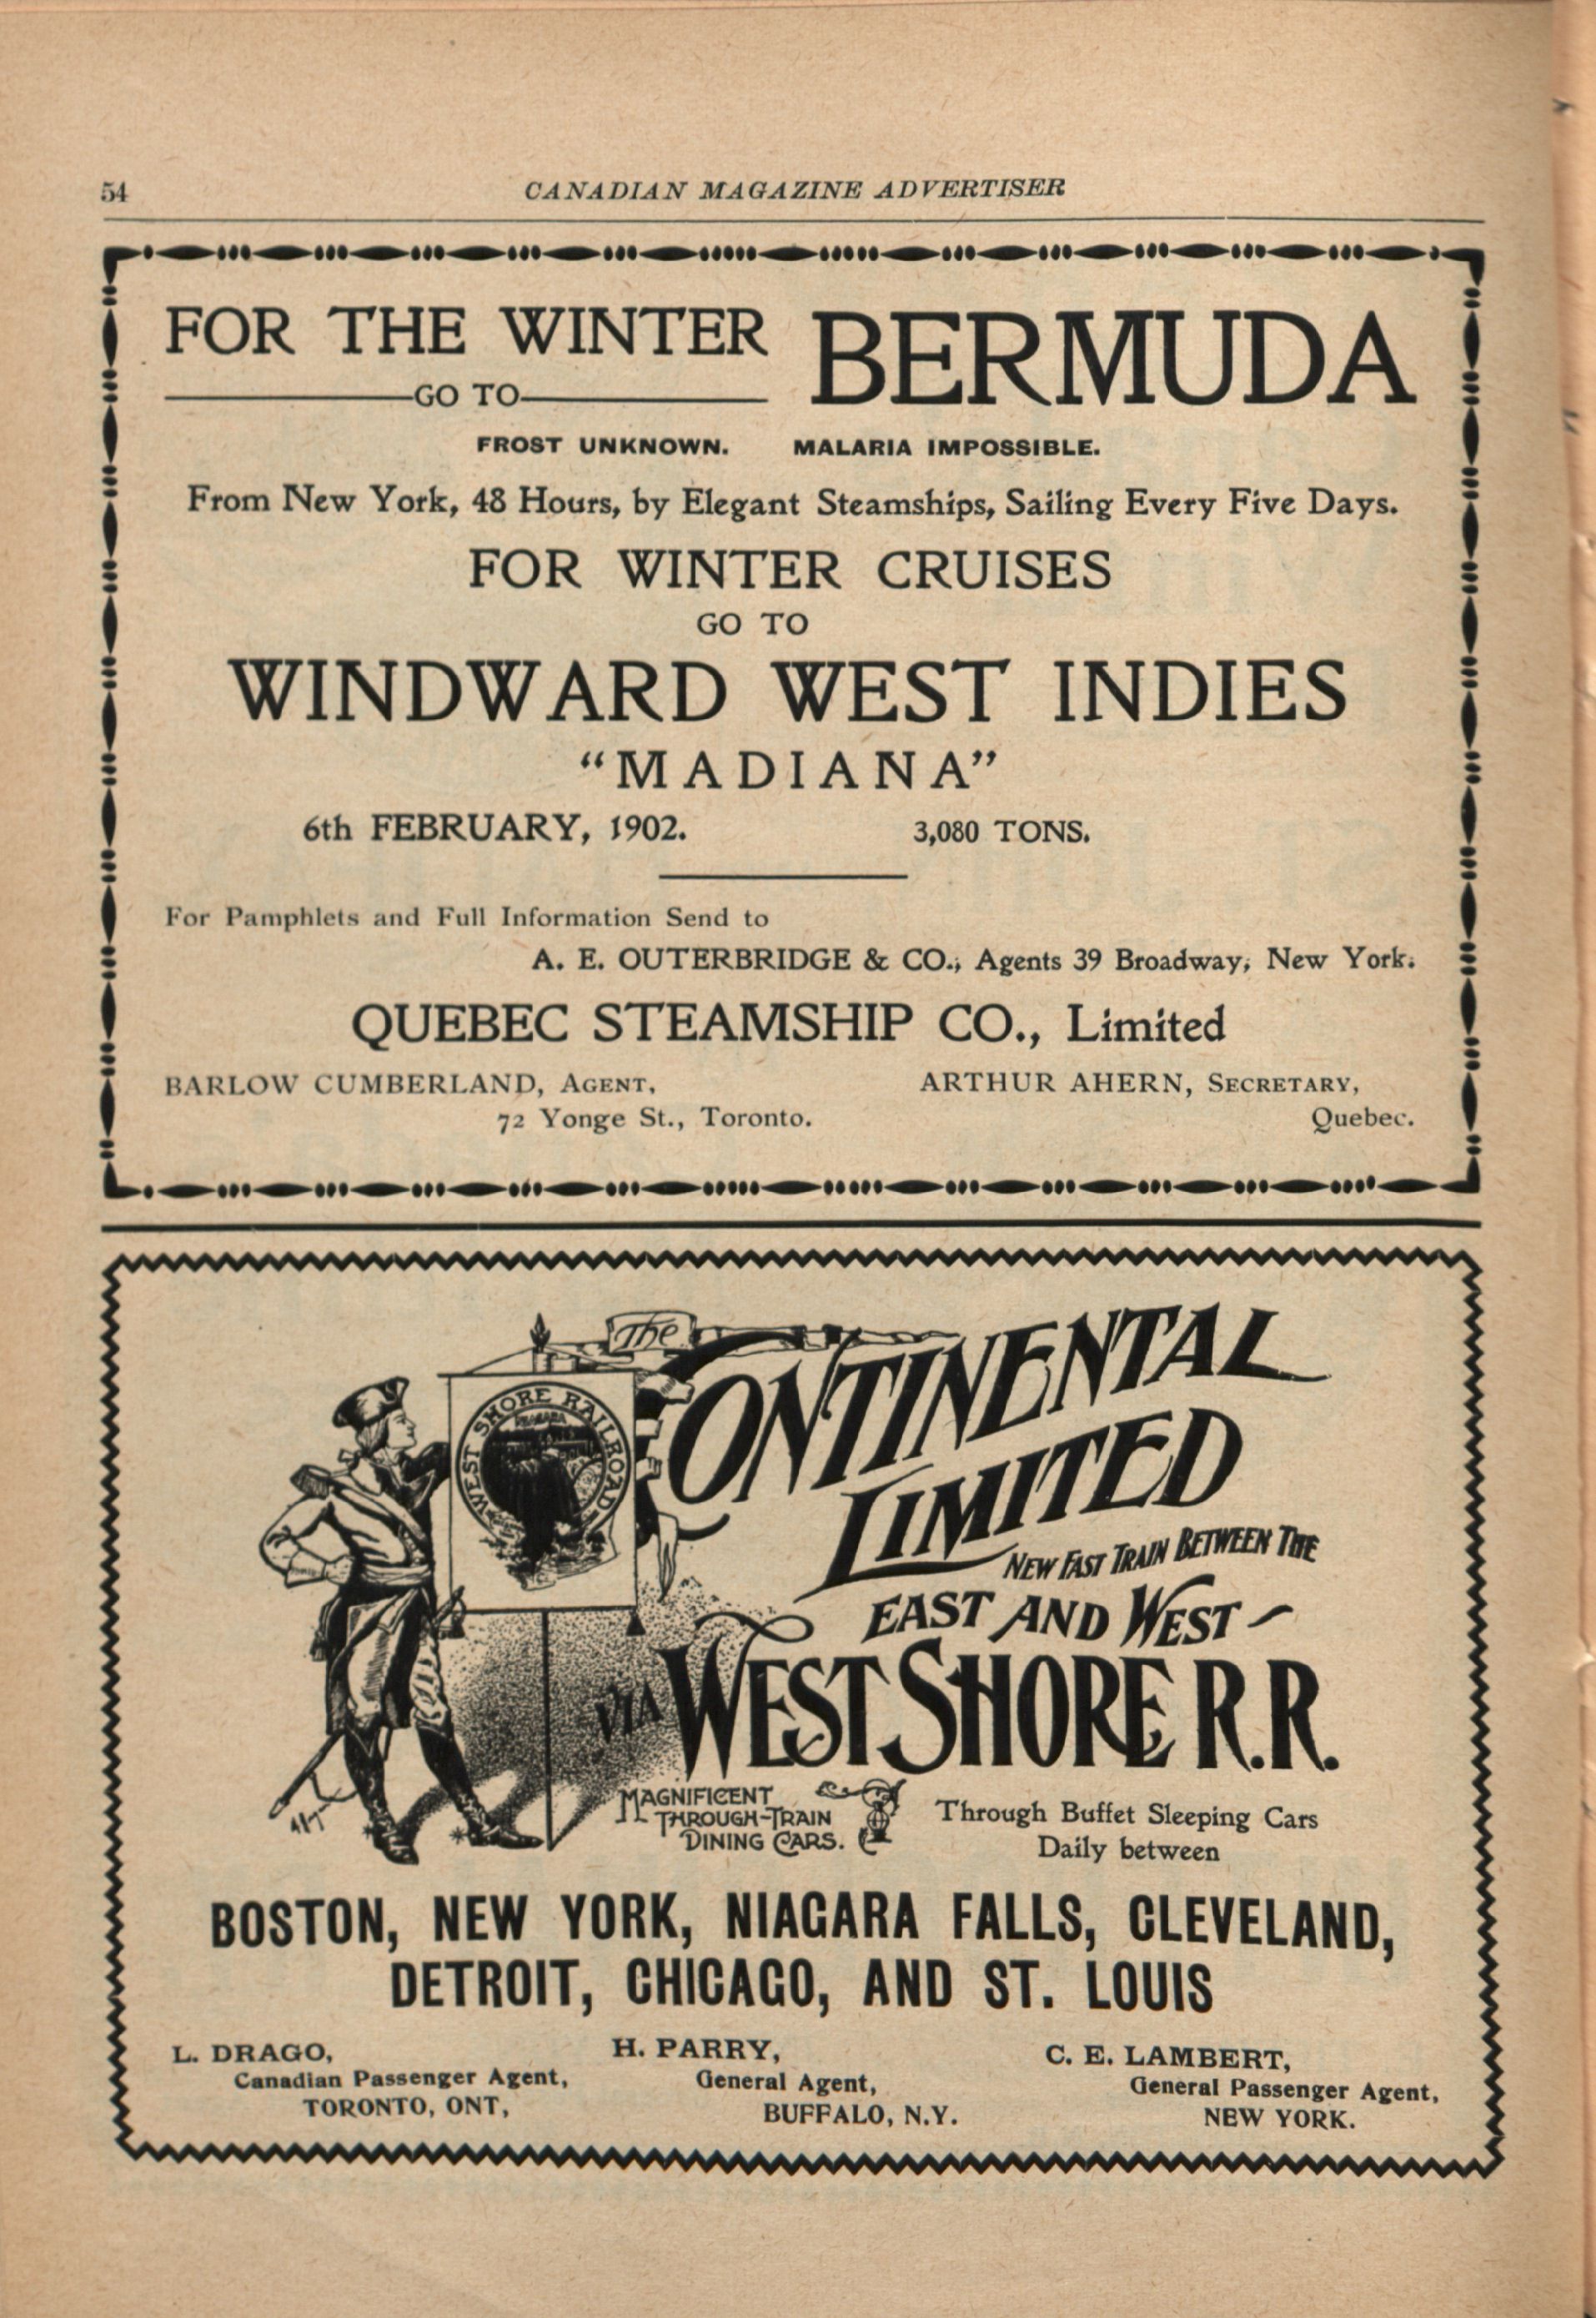 54
CANADIAN MAGAZINE ADVERTISER
FOR THE WINTER
GO TO
BERMUDA
FROST UNKNOWN. MALARIA IMPOSSIBLE.
From New York, 48 Hours, by Elegant Steamships, Sailing Every Five Days.
FOR WINTER CRUISES
GO TO
WINDWARD WEST INDIES
“MADIANA”
6th FEBRUARY, 1902. 3,080 TONS.
For Pamphlets and Full Information Send to
A. E. OUTERBRIDGE & CO., Agents 39 Broadway, New York.
QUEBEC STEAMSHIP CO., Limited
BARLOW CUMBERLAND, AGENT,
72 Yonge St., Toronto.
ARTHUR AHERN, SECRETARY,
Quebec.
The
CONTINENTAL
LIMITED
WEST SHORE RAILROAD
NIAGARA
NEW FAST TRAIN BETWEEN THE
EAST AND WEST
VIA WEST SHORE R.R.
MAGNIFICENT
THROUGH-TRAIN
DINING CARS.
Through Buffet Sleeping Cars
Daily between
BOSTON, NEW YORK, NIAGARA FALLS, CLEVELAND,
DETROIT, CHICAGO, AND ST. LOUIS
L. DRAGO,
Canadian Passenger Agent,
TORONTO, ONT,
H. PARRY,
General Agent,
BUFFALO, N.Y.
C. E. LAMBERT,
General Passenger Agent,
NEW YORK.